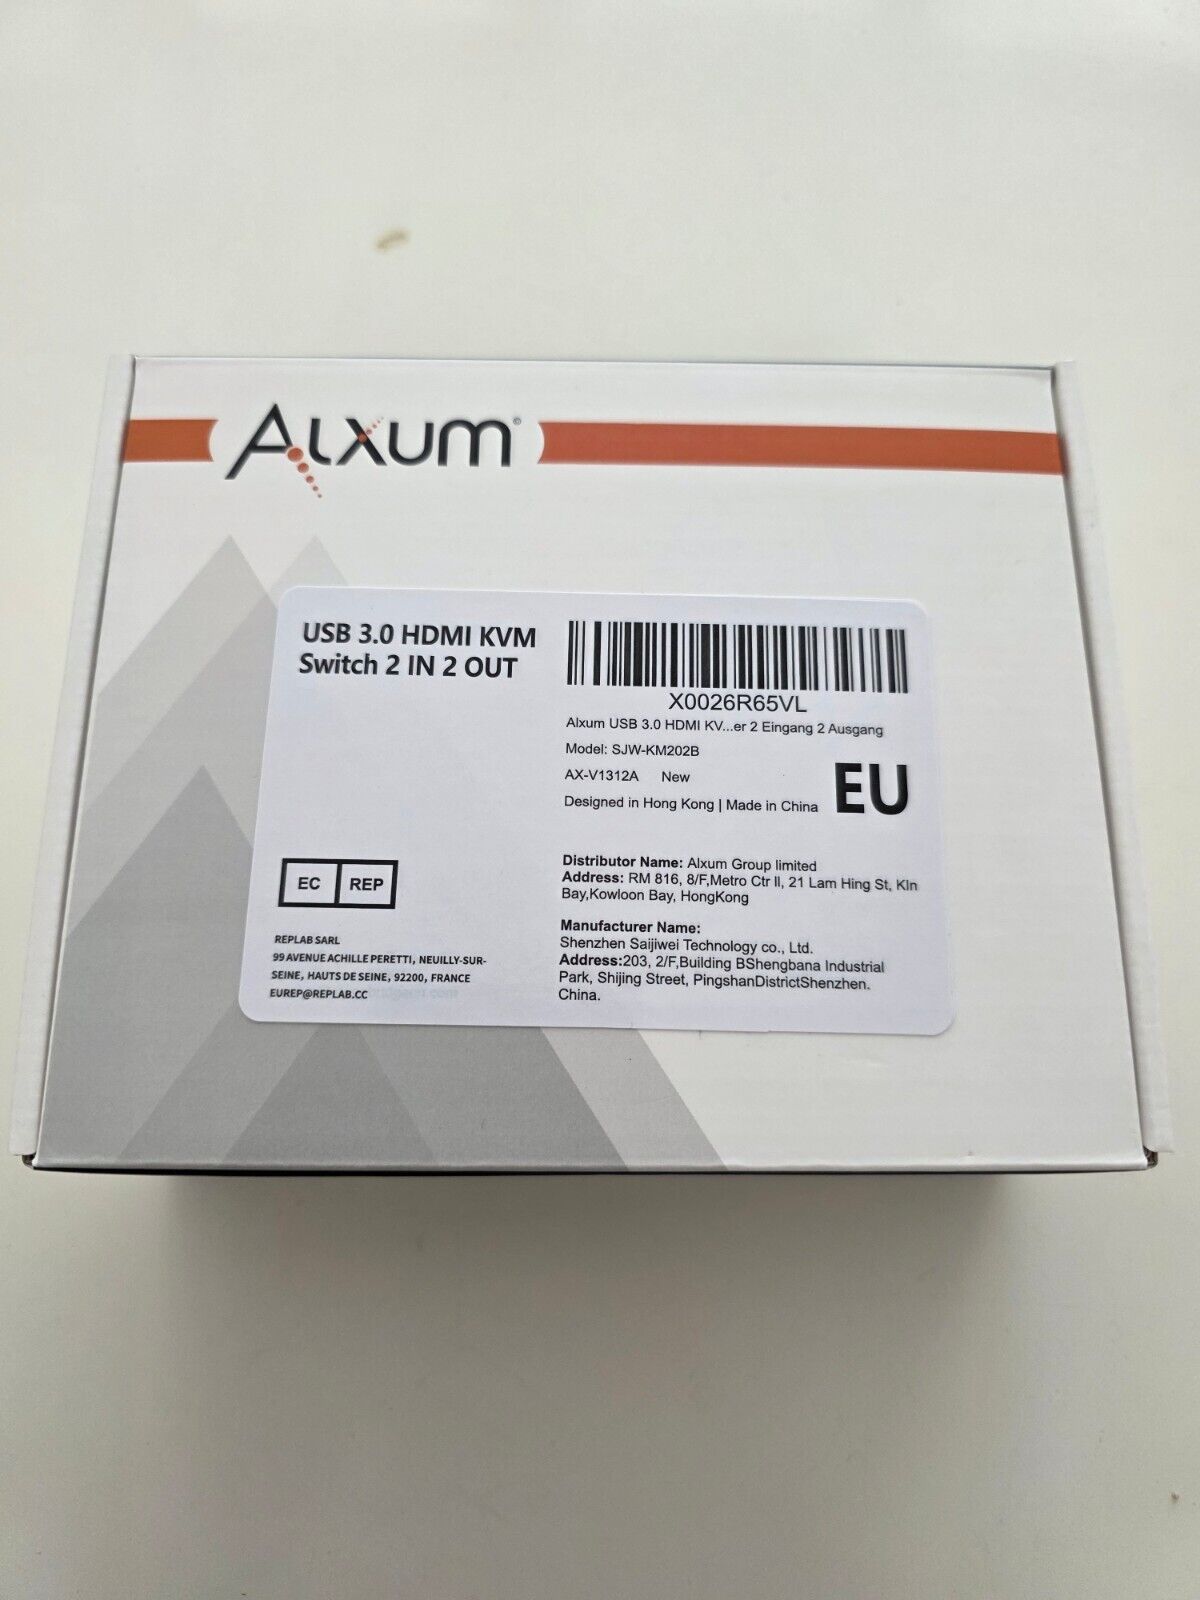 ALXUM®
USB 3.0 HDMI KVM
Switch 2 IN 2 OUT
X0026R65VL
Alxum USB 3.0 HDMI KV...er 2 Eingang 2 Ausgang
Model: SJW-KM202B
AX-V1312A New
Designed in Hong Kong | Made in China
EU
EC REP
REPLAB SARL
99 AVENUE ACHILLE PERETTI, NEUILLY-SUR-
SEINE, HAUTS DE SEINE, 92200, FRANCE
EUREP@REPLAB.CC
Distributor Name: Alxum Group limited
Address: RM 816, 8/F,Metro Ctr II, 21 Lam Hing St, Kln
Bay,Kowloon Bay, HongKong
Manufacturer Name:
Shenzhen Saijiwei Technology co., Ltd.
Address:203, 2/F,Building BShengbana Industrial
Park, Shijing Street, PingshanDistrictShenzhen.
China.